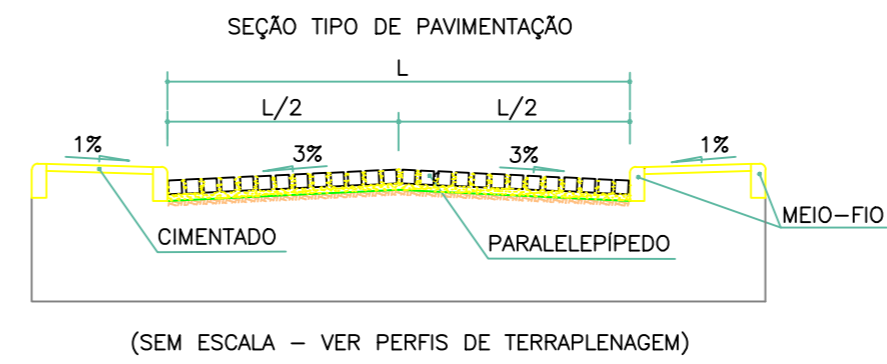 SEÇÃO TIPO DE PAVIMENTAÇÃO
L
L/2 L/2
1% 3% 3% 1%
CIMENTADO
PARALELEPÍPEDO
MEIO-FIO
(SEM ESCALA – VER PERFIS DE TERRAPLENAGEM)